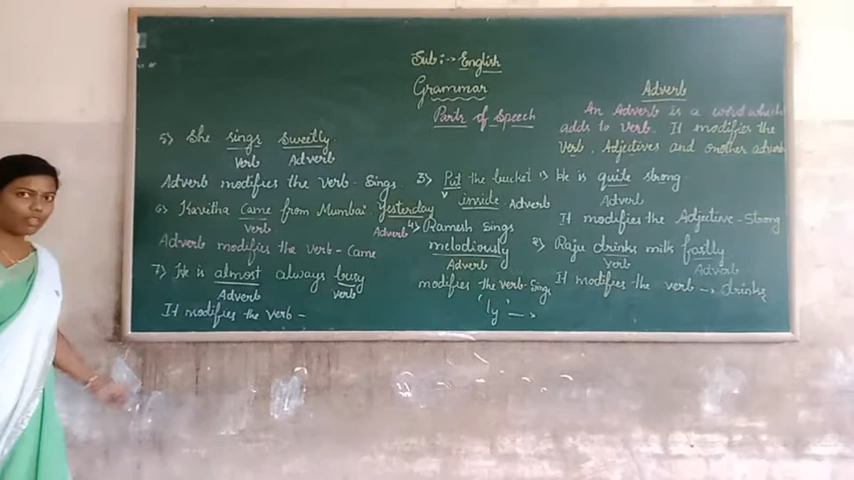 Sub:-> English
Grammar
Parts of Speech
Adverb
An Adverb is a word which
adds to Verb. It modifies the
Verb, Adjectives and another adverb
1) He is quite strong
Adverb
It modifies the Adjective - Strong
2) Raju drinks milk fastly
Verb Adverb
It modifies the verb -> drinks
3) Put the bucket
V inside - Adverb
4) Ramesh sings
melodiously
Adverb
modifies the verb - Sings
'ly' ->
5) She sings sweetly.
Verb Adverb
Adverb modifies the Verb - Sings.
6) Kavitha Came from Mumbai. Yesterday
Verb Adverb
Adverb modifies the verb - Came
7) He is almost always busy
Adverb verb
It modifies the verb -